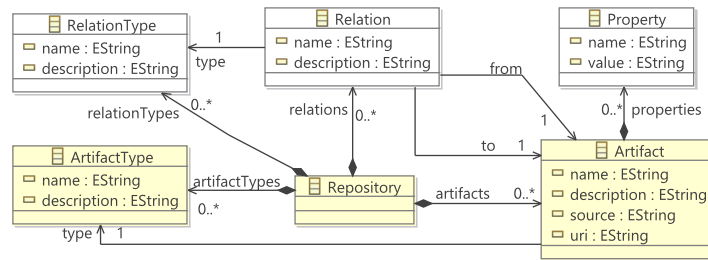 RelationType
name : EString
description : EString
1
type
Relation
name : EString
description : EString
Property
name : EString
value : EString
from
1
relationTypes
0..*
relations
0..*
0..*
properties
to
1
ArtifactType
name : EString
description : EString
artifactTypes
0..*
Repository
artifacts
0..*
Artifact
name : EString
description : EString
source : EString
uri : EString
type
1